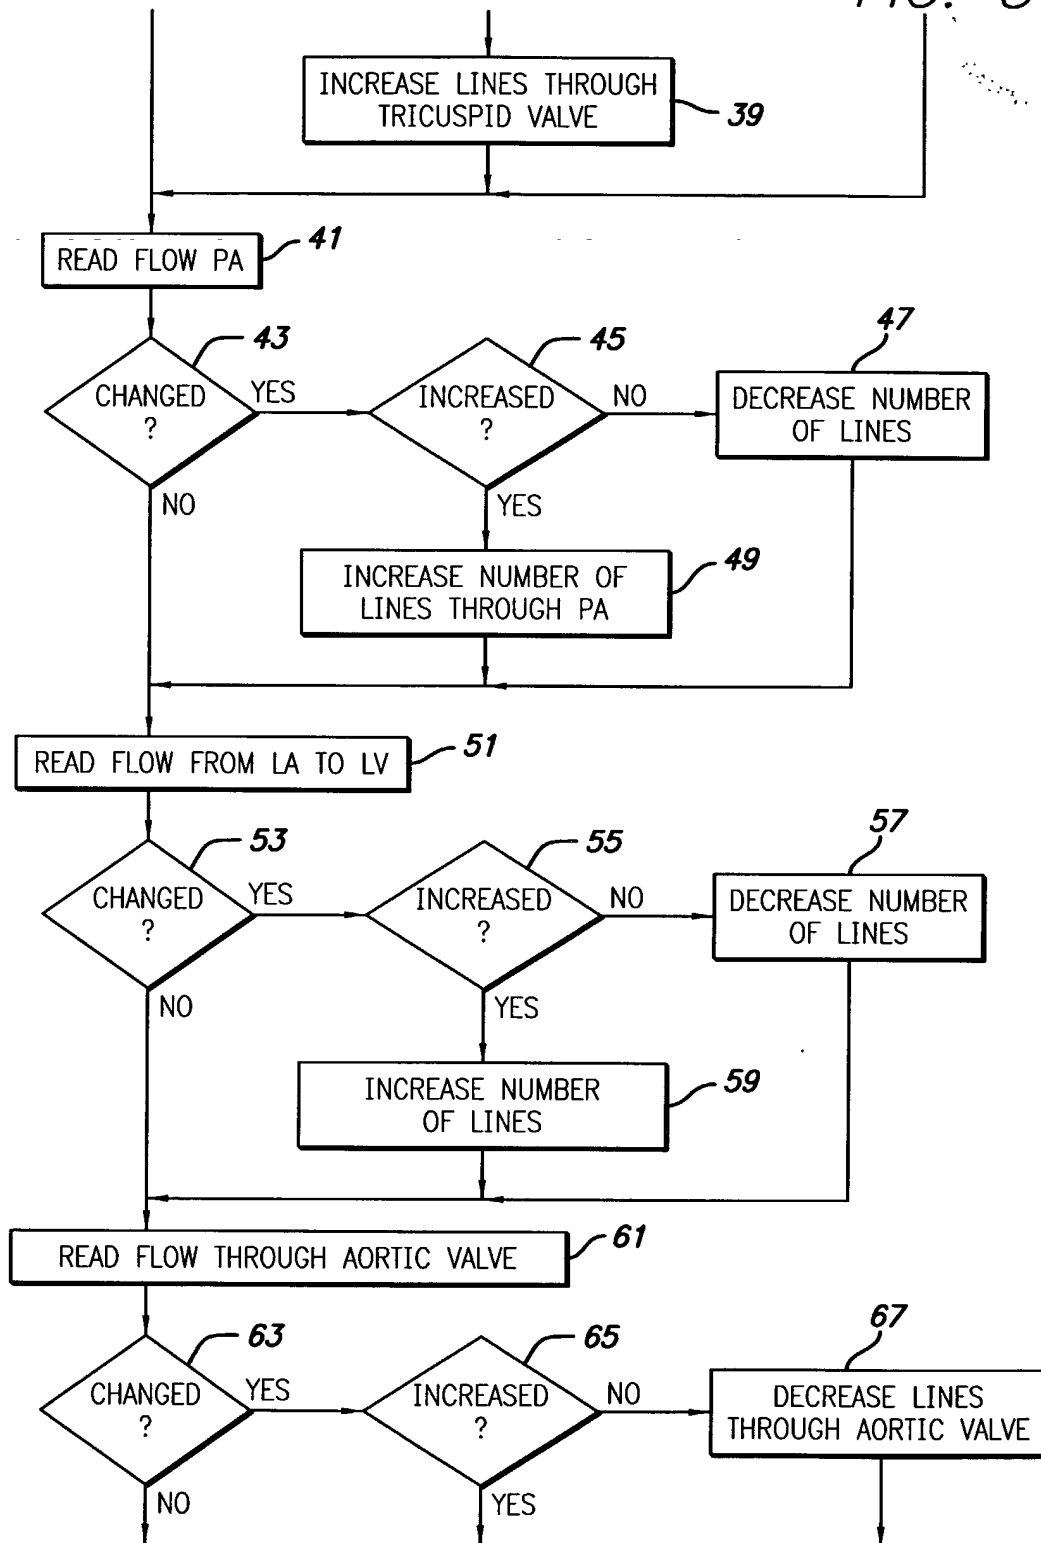 FIG.
INCREASE LINES THROUGH
TRICUSPID VALVE
39
READ FLOW PA
41
CHANGED
?
43
YES
NO
INCREASED
?
45
NO
YES
47
DECREASE NUMBER
OF LINES
INCREASE NUMBER OF
LINES THROUGH PA
49
READ FLOW FROM LA TO LV
51
CHANGED
?
53
YES
NO
INCREASED
?
55
NO
YES
57
DECREASE NUMBER
OF LINES
INCREASE NUMBER
OF LINES
59
READ FLOW THROUGH AORTIC VALVE
61
CHANGED
?
63
YES
NO
INCREASED
?
65
NO
YES
67
DECREASE LINES
THROUGH AORTIC VALVE